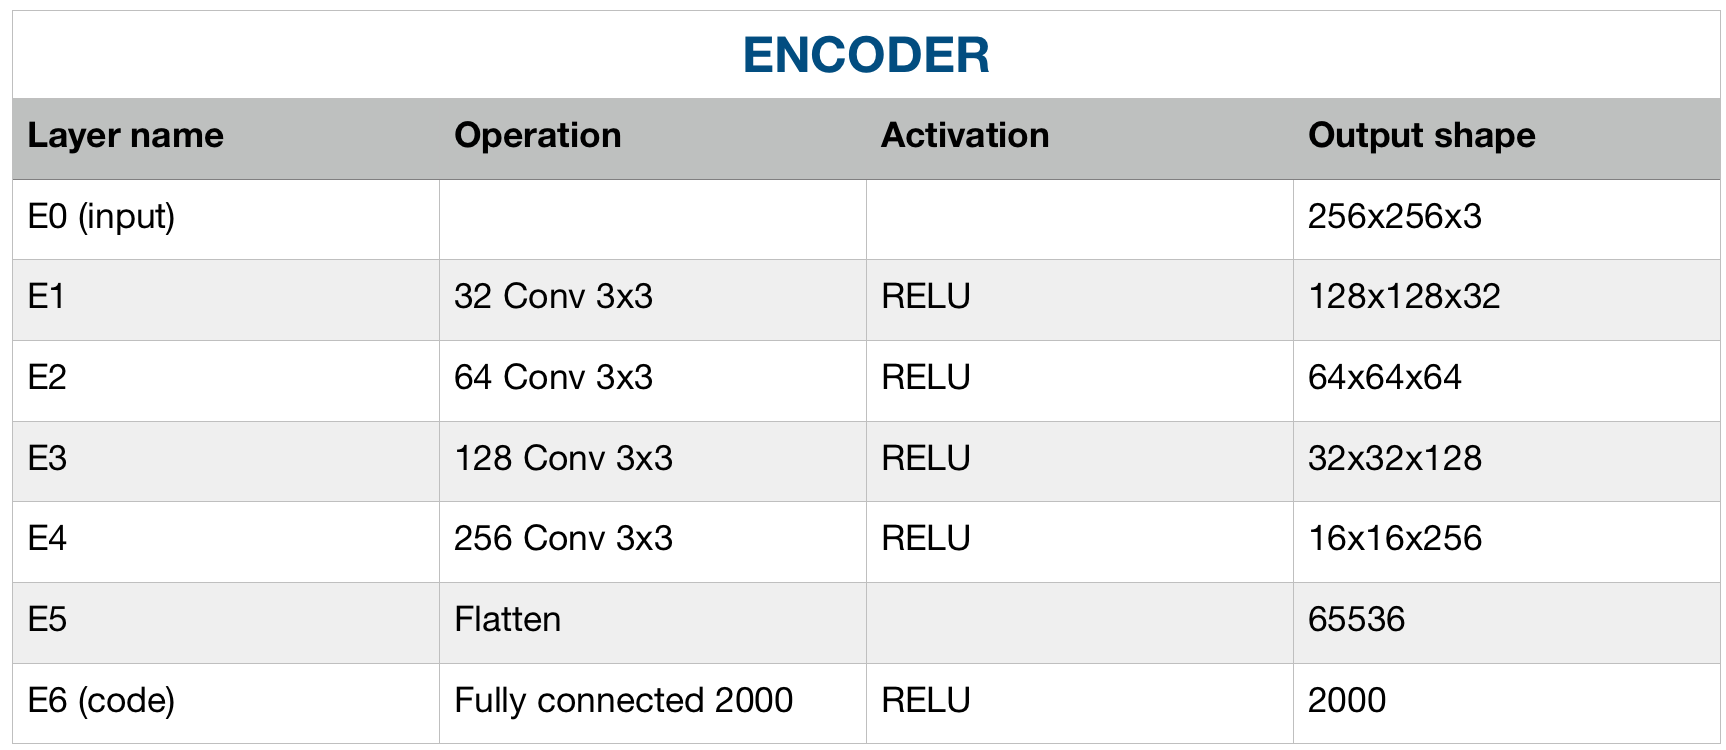 ENCODER
Layer name Operation Activation Output shape
E0 (input) 256x256x3
E1 32 Conv 3x3 RELU 128x128x32
E2 64 Conv 3x3 RELU 64x64x64
E3 128 Conv 3x3 RELU 32x32x128
E4 256 Conv 3x3 RELU 16x16x256
E5 Flatten 65536
E6 (code) Fully connected 2000 RELU 2000